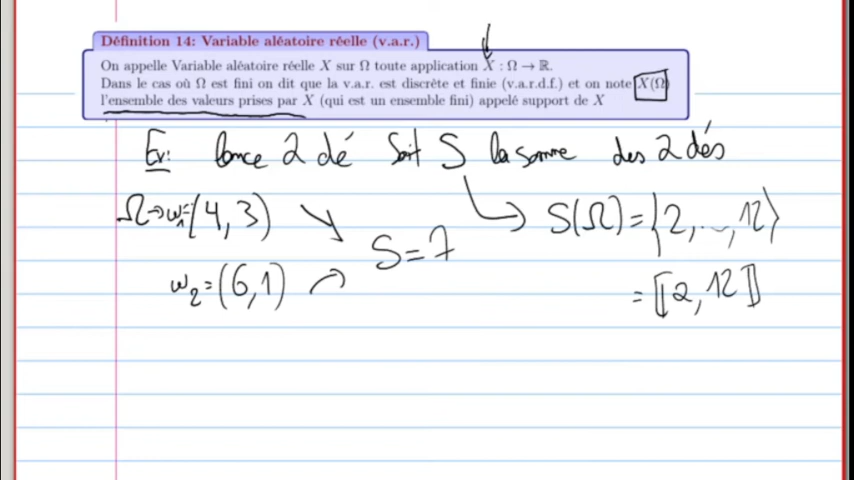 Définition 14: Variable aléatoire réelle (v.a.r.)
On appelle Variable aléatoire réelle X sur Ω toute application X : Ω → ℝ.
Dans le cas où Ω est fini on dit que la v.a.r. est discrète et finie (v.a.r.d.f.) et on note X(Ω)
l'ensemble des valeurs prises par X (qui est un ensemble fini) appelé support de X
Ex: lance 2 dé Soit S la somme des 2 dés
Ω → ω₁ = (4, 3)
S = 7
S(Ω) = {2, ..., 12}
ω₂ = (6, 1)
= ⟦2, 12⟧